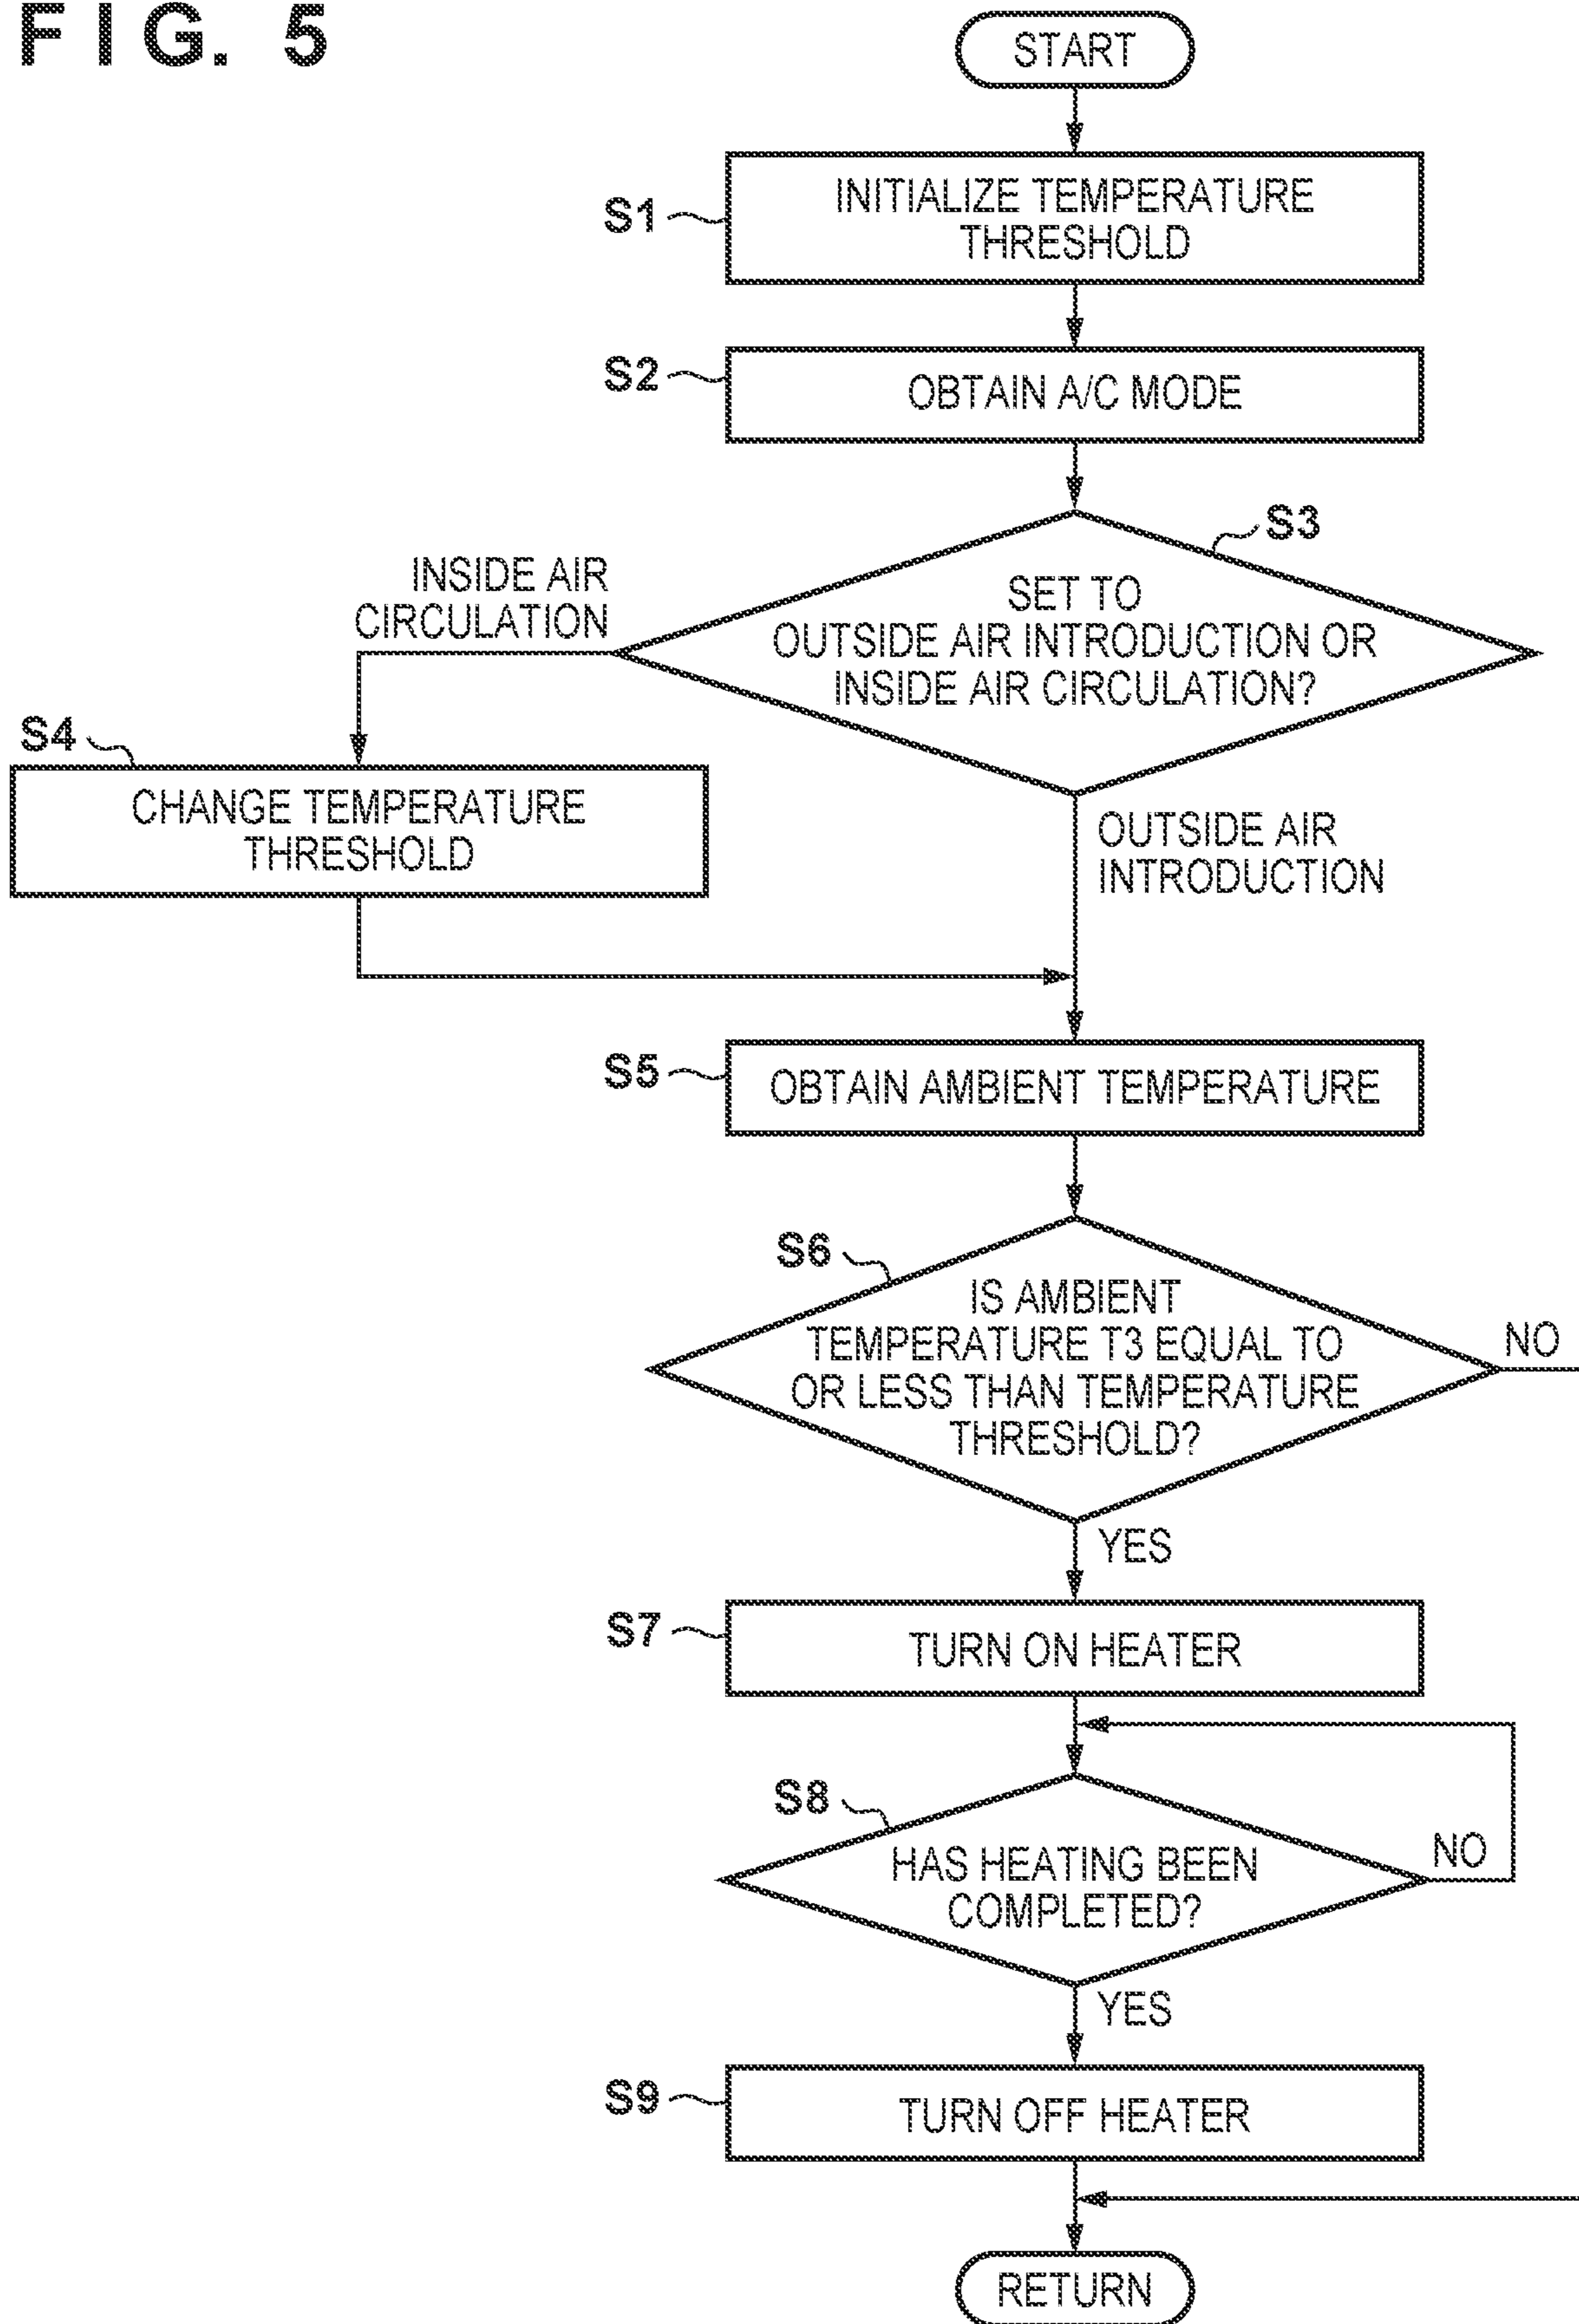 FIG. 5
START
S1
INITIALIZE TEMPERATURE
THRESHOLD
S2
OBTAIN A/C MODE
S3
SET TO
OUTSIDE AIR INTRODUCTION OR
INSIDE AIR CIRCULATION?
INSIDE AIR
CIRCULATION
S4
CHANGE TEMPERATURE
THRESHOLD
OUTSIDE AIR
INTRODUCTION
S5
OBTAIN AMBIENT TEMPERATURE
S6
IS AMBIENT
TEMPERATURE T3 EQUAL TO
OR LESS THAN TEMPERATURE
THRESHOLD?
NO
YES
S7
TURN ON HEATER
S8
HAS HEATING BEEN
COMPLETED?
NO
YES
S9
TURN OFF HEATER
RETURN